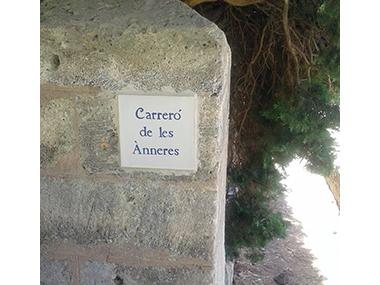 Carreró
de les
Ànneres